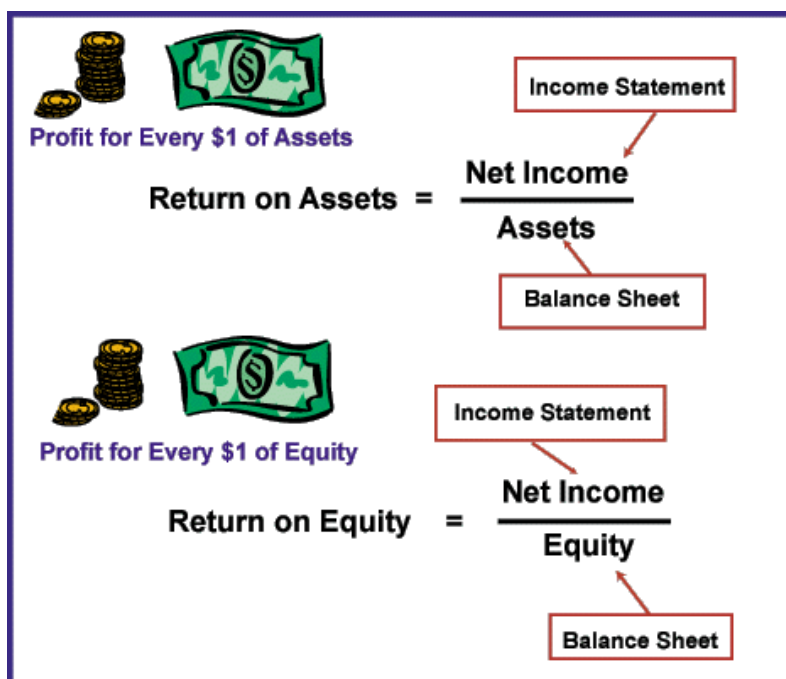 Income Statement
Profit for Every $1 of Assets
Return on Assets = Net Income
Assets
Balance Sheet
Income Statement
Profit for Every $1 of Equity
Return on Equity = Net Income
Equity
Balance Sheet